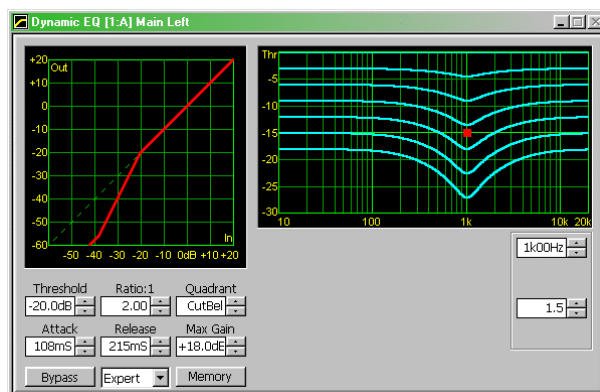 Dynamic EQ [1:A] Main Left
+20 Out
+10
0
-10
-20
-30
-40
-50
-60 In
-50 -40 -30 -20 -10 0dB +10 +20
Thr
-5
-10
-15
-20
-25
-30
10 100 1k 10k 20k
1k00Hz
1.5
Threshold Ratio:1 Quadrant
-20.0dB 2.00 CutBel
Attack Release Max Gain
108mS 215mS +18.0dE
Bypass Expert Memory